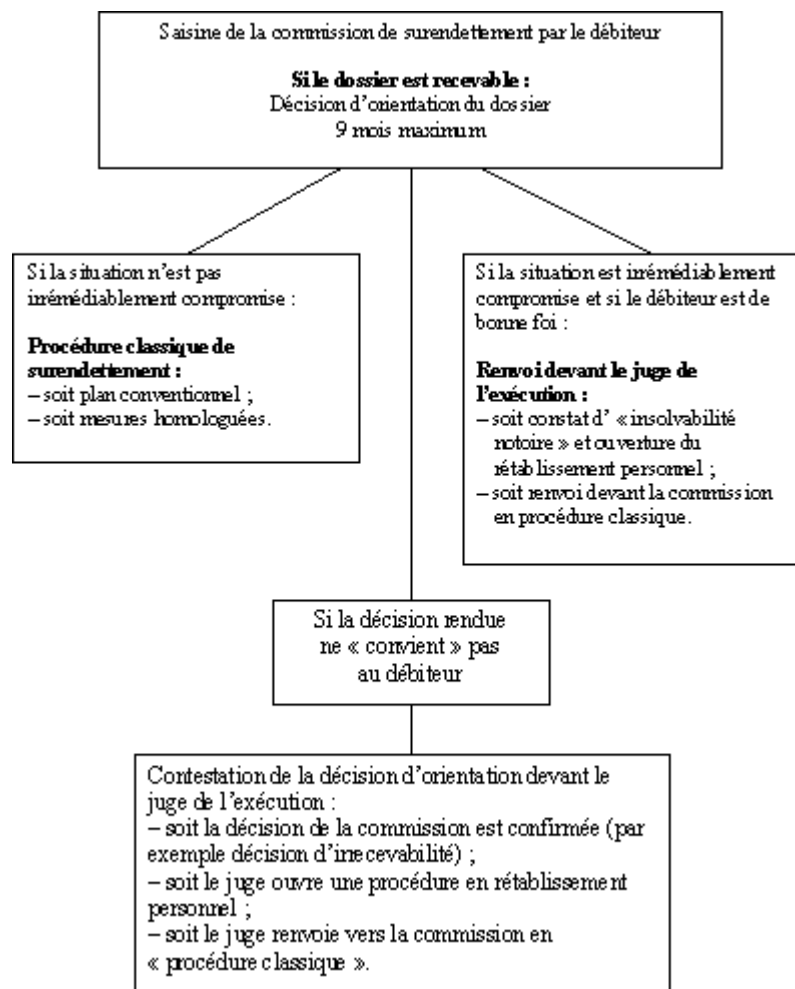 Saisine de la commission de surendettement par le débiteur
Si le dossier est recevable :
Décision d'orientation du dossier
9 mois maximum
Si la situation n'est pas
irrémédiablement compromise :
Procédure classique de
surendettement :
– soit plan conventionnel ;
– soit mesures homologuées.
Si la situation est irrémédiablement
compromise et si le débiteur est de
bonne foi :
Renvoi devant le juge de
l'exécution :
– soit constat d' « insolvabilité
notoire » et ouverture du
rétablissement personnel ;
– soit renvoi devant la commission
en procédure classique.
Si la décision rendue
ne « convient » pas
au débiteur
Contestation de la décision d'orientation devant le
juge de l'exécution :
– soit la décision de la commission est confirmée (par
exemple décision d'irrecevabilité) ;
– soit le juge ouvre une procédure en rétablissement
personnel ;
– soit le juge renvoie vers la commission en
« procédure classique ».